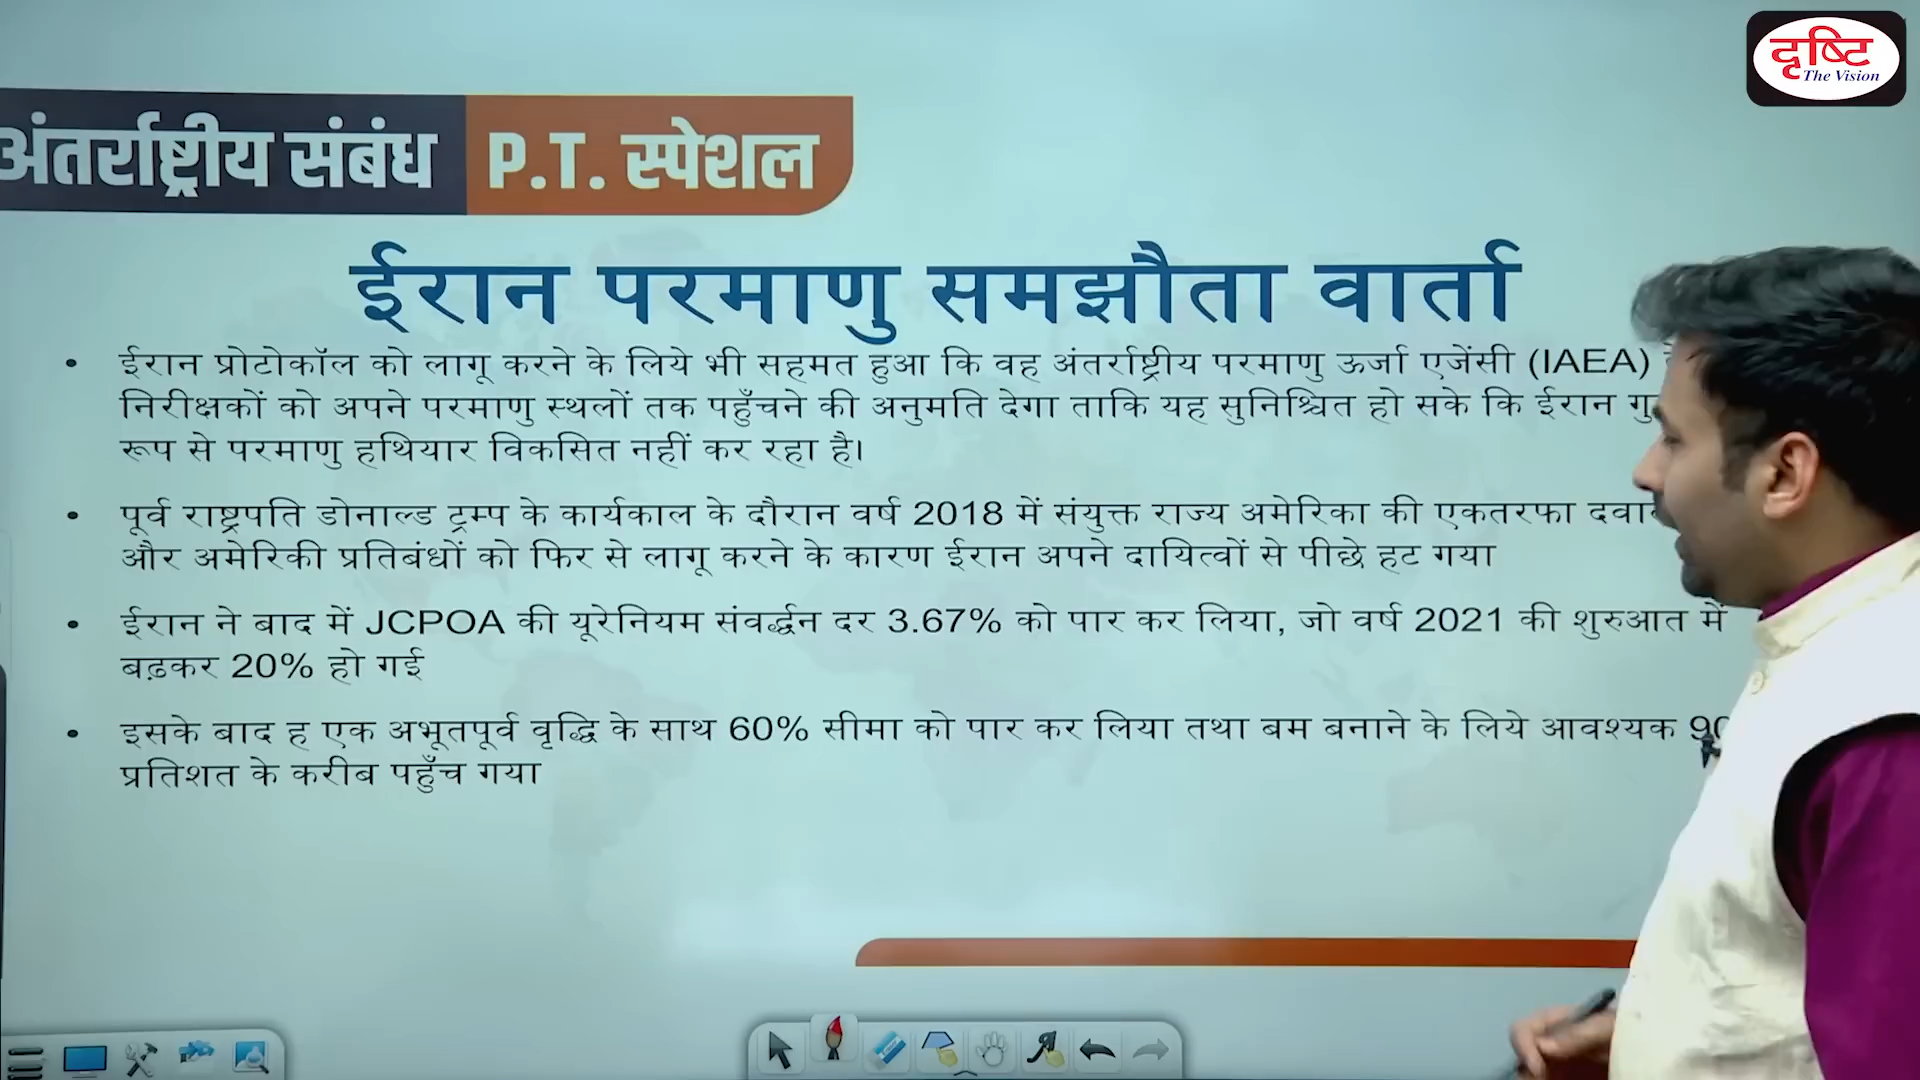 दृष्टि
The Vision
अंतर्राष्ट्रीय संबंध P.T. स्पेशल
ईरान परमाणु समझौता वार्ता
• ईरान प्रोटोकॉल को लागू करने के लिये भी सहमत हुआ कि वह अंतर्राष्ट्रीय परमाणु ऊर्जा एजेंसी (IAEA)
निरीक्षकों को अपने परमाणु स्थलों तक पहुँचने की अनुमति देगा ताकि यह सुनिश्चित हो सके कि ईरान
रूप से परमाणु हथियार विकसित नहीं कर रहा है।
• पूर्व राष्ट्रपति डोनाल्ड ट्रम्प के कार्यकाल के दौरान वर्ष 2018 में संयुक्त राज्य अमेरिका की एकतरफा
और अमेरिकी प्रतिबंधों को फिर से लागू करने के कारण ईरान अपने दायित्वों से पीछे हट गया
• ईरान ने बाद में JCPOA की यूरेनियम संवर्द्धन दर 3.67% को पार कर लिया, जो वर्ष 2021 की शुरुआत में
बढ़कर 20% हो गई
• इसके बाद ह एक अभूतपूर्व वृद्धि के साथ 60% सीमा को पार कर लिया तथा बम बनाने के लिये आवश्यक 90
प्रतिशत के करीब पहुँच गया